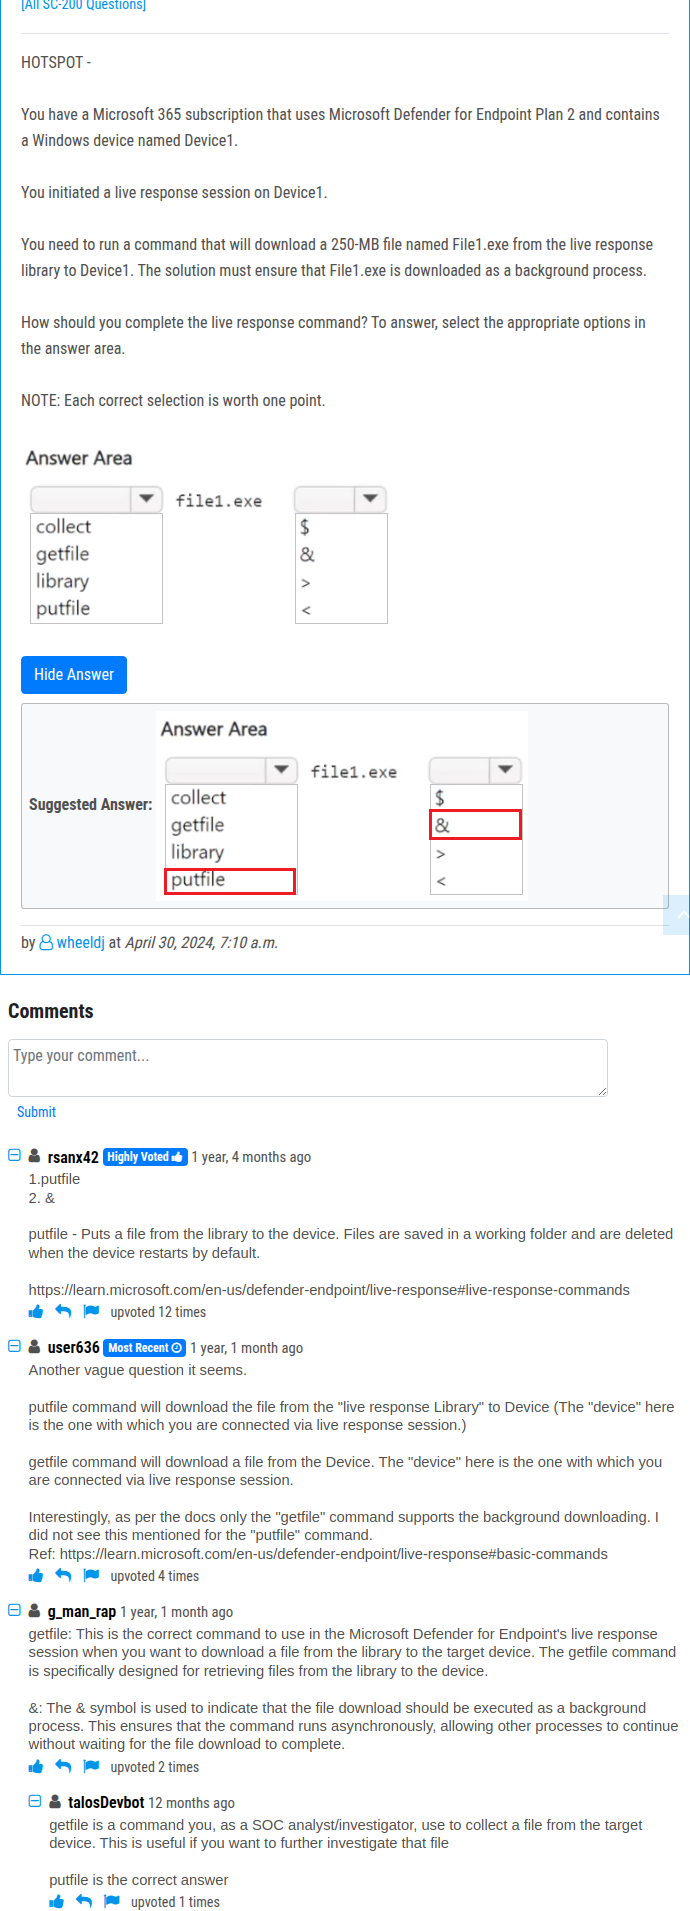 [All SC-200 Questions]
HOTSPOT -
You have a Microsoft 365 subscription that uses Microsoft Defender for Endpoint Plan 2 and contains
a Windows device named Device1.
You initiated a live response session on Device1.
You need to run a command that will download a 250-MB file named File1.exe from the live response
library to Device1. The solution must ensure that File1.exe is downloaded as a background process.
How should you complete the live response command? To answer, select the appropriate options in
the answer area.
NOTE: Each correct selection is worth one point.
Answer Area
file1.exe
collect $
getfile &
library >
putfile <
Hide Answer
Answer Area
file1.exe
collect $
Suggested Answer: getfile &
library >
putfile <
by wheeldj at April 30, 2024, 7:10 a.m.
Comments
Type your comment...
Submit
rsanx42 Highly Voted 1 year, 4 months ago
1.putfile
2. &
putfile - Puts a file from the library to the device. Files are saved in a working folder and are deleted
when the device restarts by default.
https://learn.microsoft.com/en-us/defender-endpoint/live-response#live-response-commands
upvoted 12 times
user636 Most Recent 1 year, 1 month ago
Another vague question it seems.
putfile command will download the file from the "live response Library" to Device (The "device" here
is the one with which you are connected via live response session.)
getfile command will download a file from the Device. The "device" here is the one with which you
are connected via live response session.
Interestingly, as per the docs only the "getfile" command supports the background downloading. I
did not see this mentioned for the "putfile" command.
Ref: https://learn.microsoft.com/en-us/defender-endpoint/live-response#basic-commands
upvoted 4 times
g_man_rap 1 year, 1 month ago
getfile: This is the correct command to use in the Microsoft Defender for Endpoint's live response
session when you want to download a file from the library to the target device. The getfile command
is specifically designed for retrieving files from the library to the device.
&: The & symbol is used to indicate that the file download should be executed as a background
process. This ensures that the command runs asynchronously, allowing other processes to continue
without waiting for the file download to complete.
upvoted 2 times
talosDevbot 12 months ago
getfile is a command you, as a SOC analyst/investigator, use to collect a file from the target
device. This is useful if you want to further investigate that file
putfile is the correct answer
upvoted 1 times